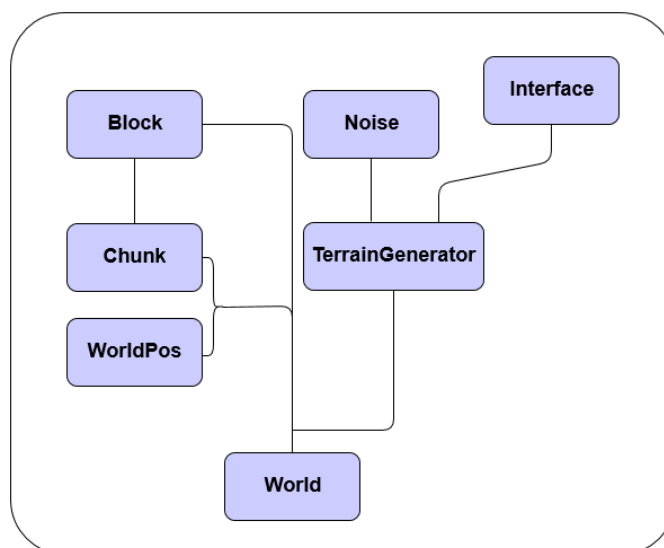 Interface
Block
Noise
Chunk
TerrainGenerator
WorldPos
World